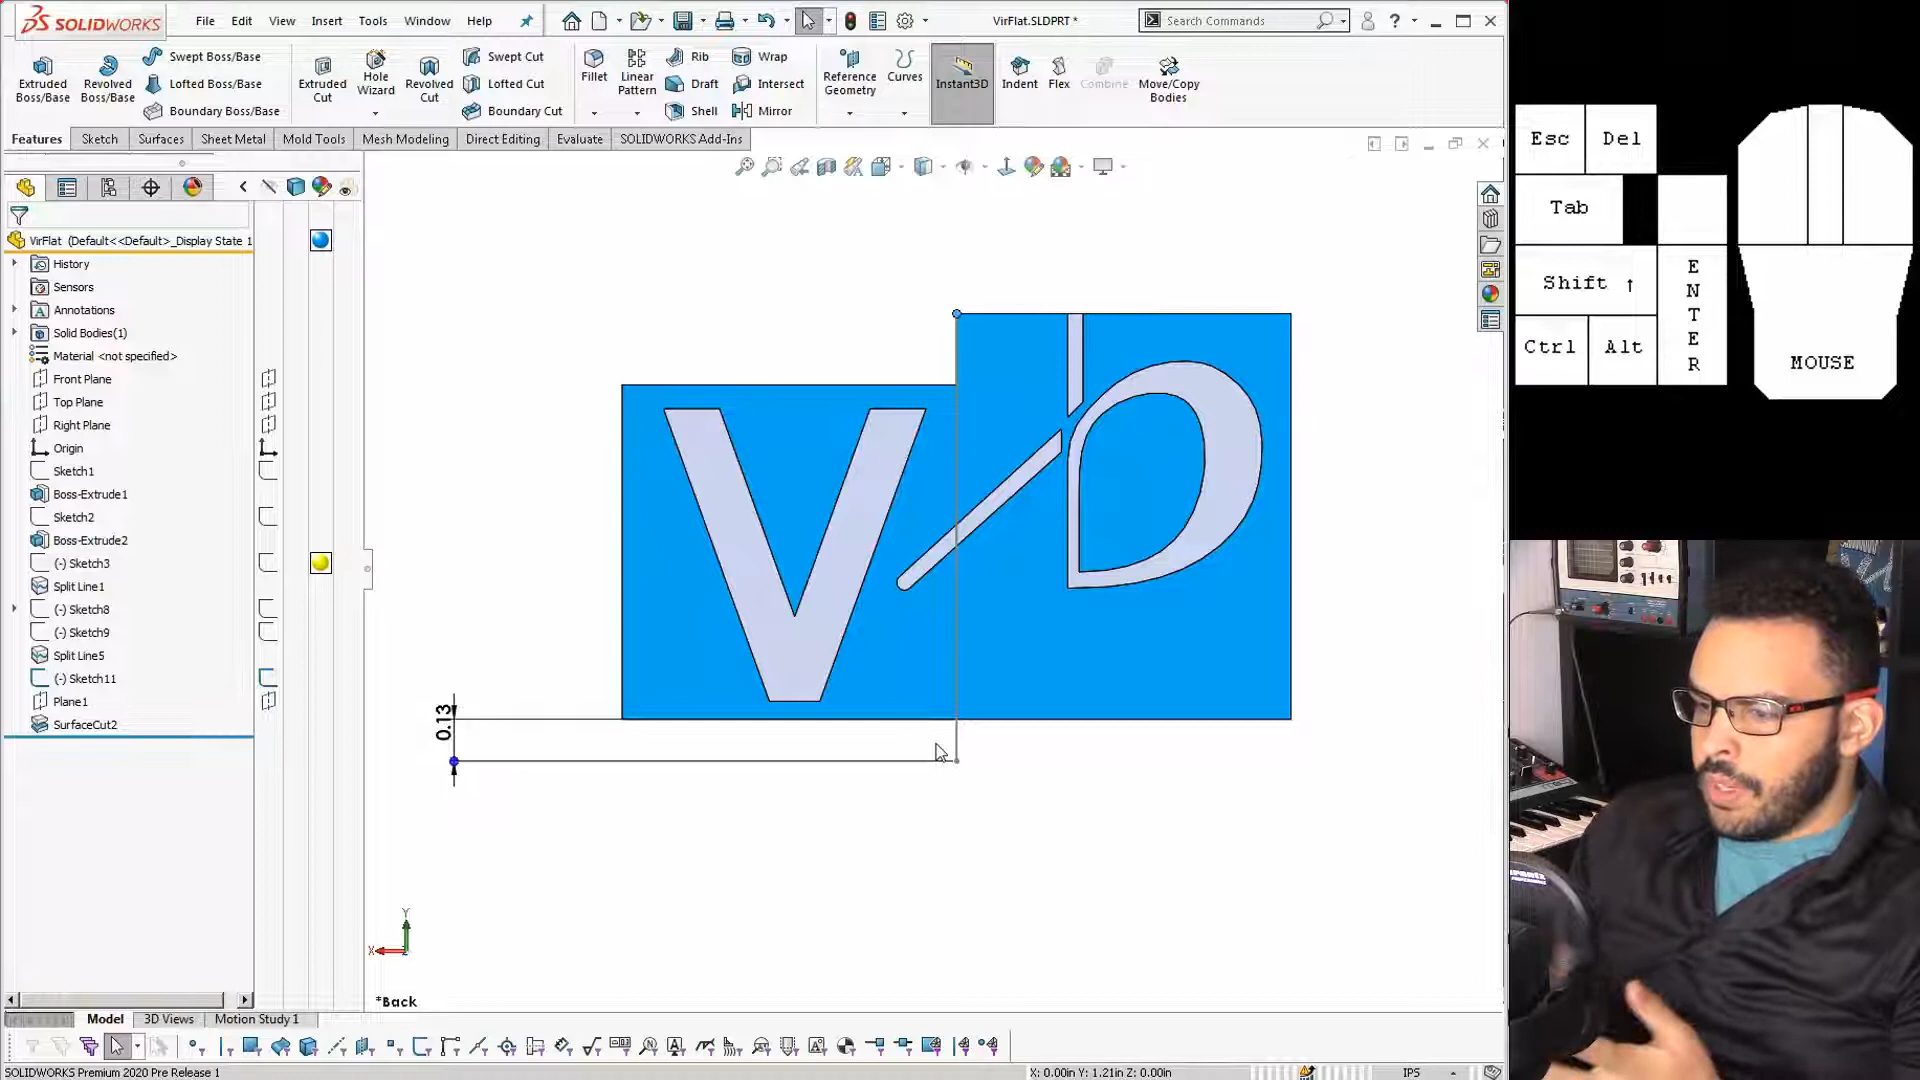 SOLIDWORKS
File Edit View Insert Tools Window Help
VirFlat.SLDPRT *
Search Commands
Extruded Boss/Base
Revolved Boss/Base
Swept Boss/Base
Lofted Boss/Base
Boundary Boss/Base
Extruded Cut
Hole Wizard
Revolved Cut
Swept Cut
Lofted Cut
Boundary Cut
Fillet
Linear Pattern
Rib
Draft
Shell
Wrap
Intersect
Mirror
Reference Geometry
Curves
Instant3D
Indent
Flex
Combine
Move/Copy Bodies
Features Sketch Surfaces Sheet Metal Mold Tools Mesh Modeling Direct Editing Evaluate SOLIDWORKS Add-Ins
VirFlat (Default<<Default>_Display State 1
History
Sensors
Annotations
Solid Bodies(1)
Material <not specified>
Front Plane
Top Plane
Right Plane
Origin
Sketch1
Boss-Extrude1
Sketch2
Boss-Extrude2
(-) Sketch3
Split Line1
(-) Sketch8
(-) Sketch9
Split Line5
(-) Sketch11
Plane1
SurfaceCut2
V
0.13
Y
X
*Back
Model 3D Views Motion Study 1
SOLIDWORKS Premium 2020 Pre Release 1
X: 0.00in Y: 1.21in Z: 0.00in
IPS
Esc Del
Tab
Shift ↑
ENTER
Ctrl Alt
MOUSE